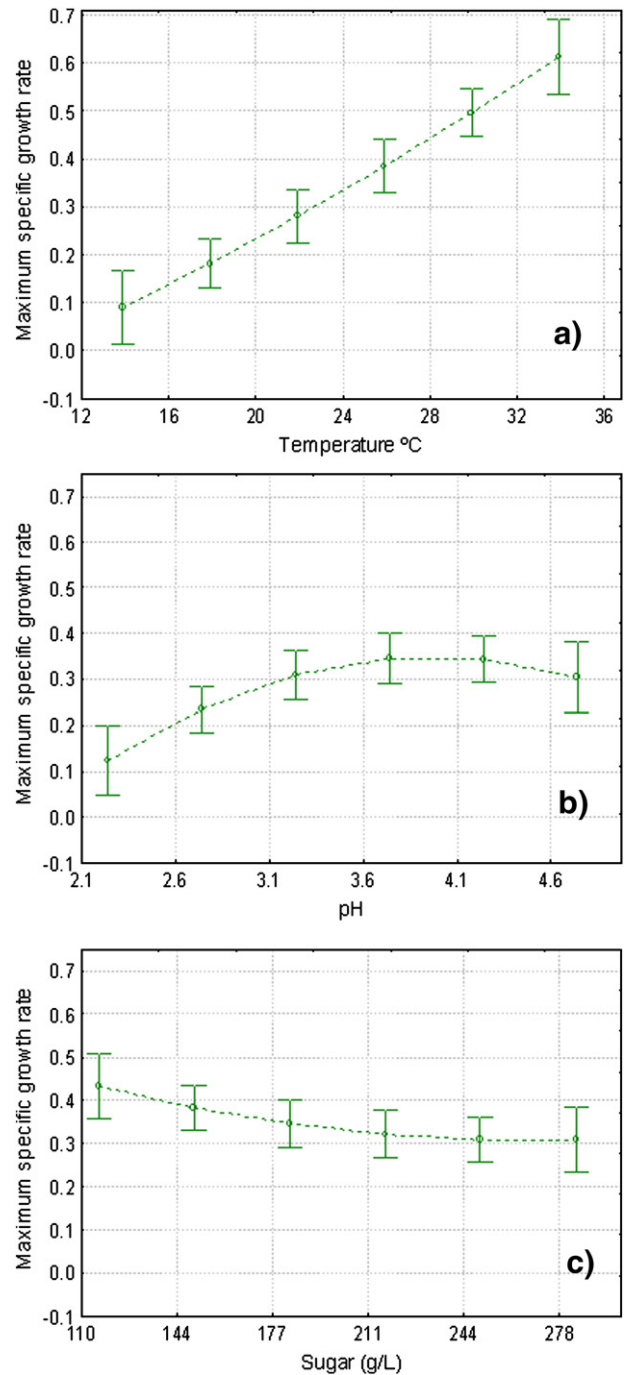 0.7
0.6
0.5
0.4
0.3
0.2
0.1
0.0
-0.1
Maximum specific growth rate
a)
12 16 20 24 28 32 36
Temperature ºC
0.7
0.6
0.5
0.4
0.3
0.2
0.1
0.0
-0.1
Maximum specific growth rate
b)
2.1 2.6 3.1 3.6 4.1 4.6
pH
0.7
0.6
0.5
0.4
0.3
0.2
0.1
0.0
-0.1
Maximum specific growth rate
c)
110 144 177 211 244 278
Sugar (g/L)